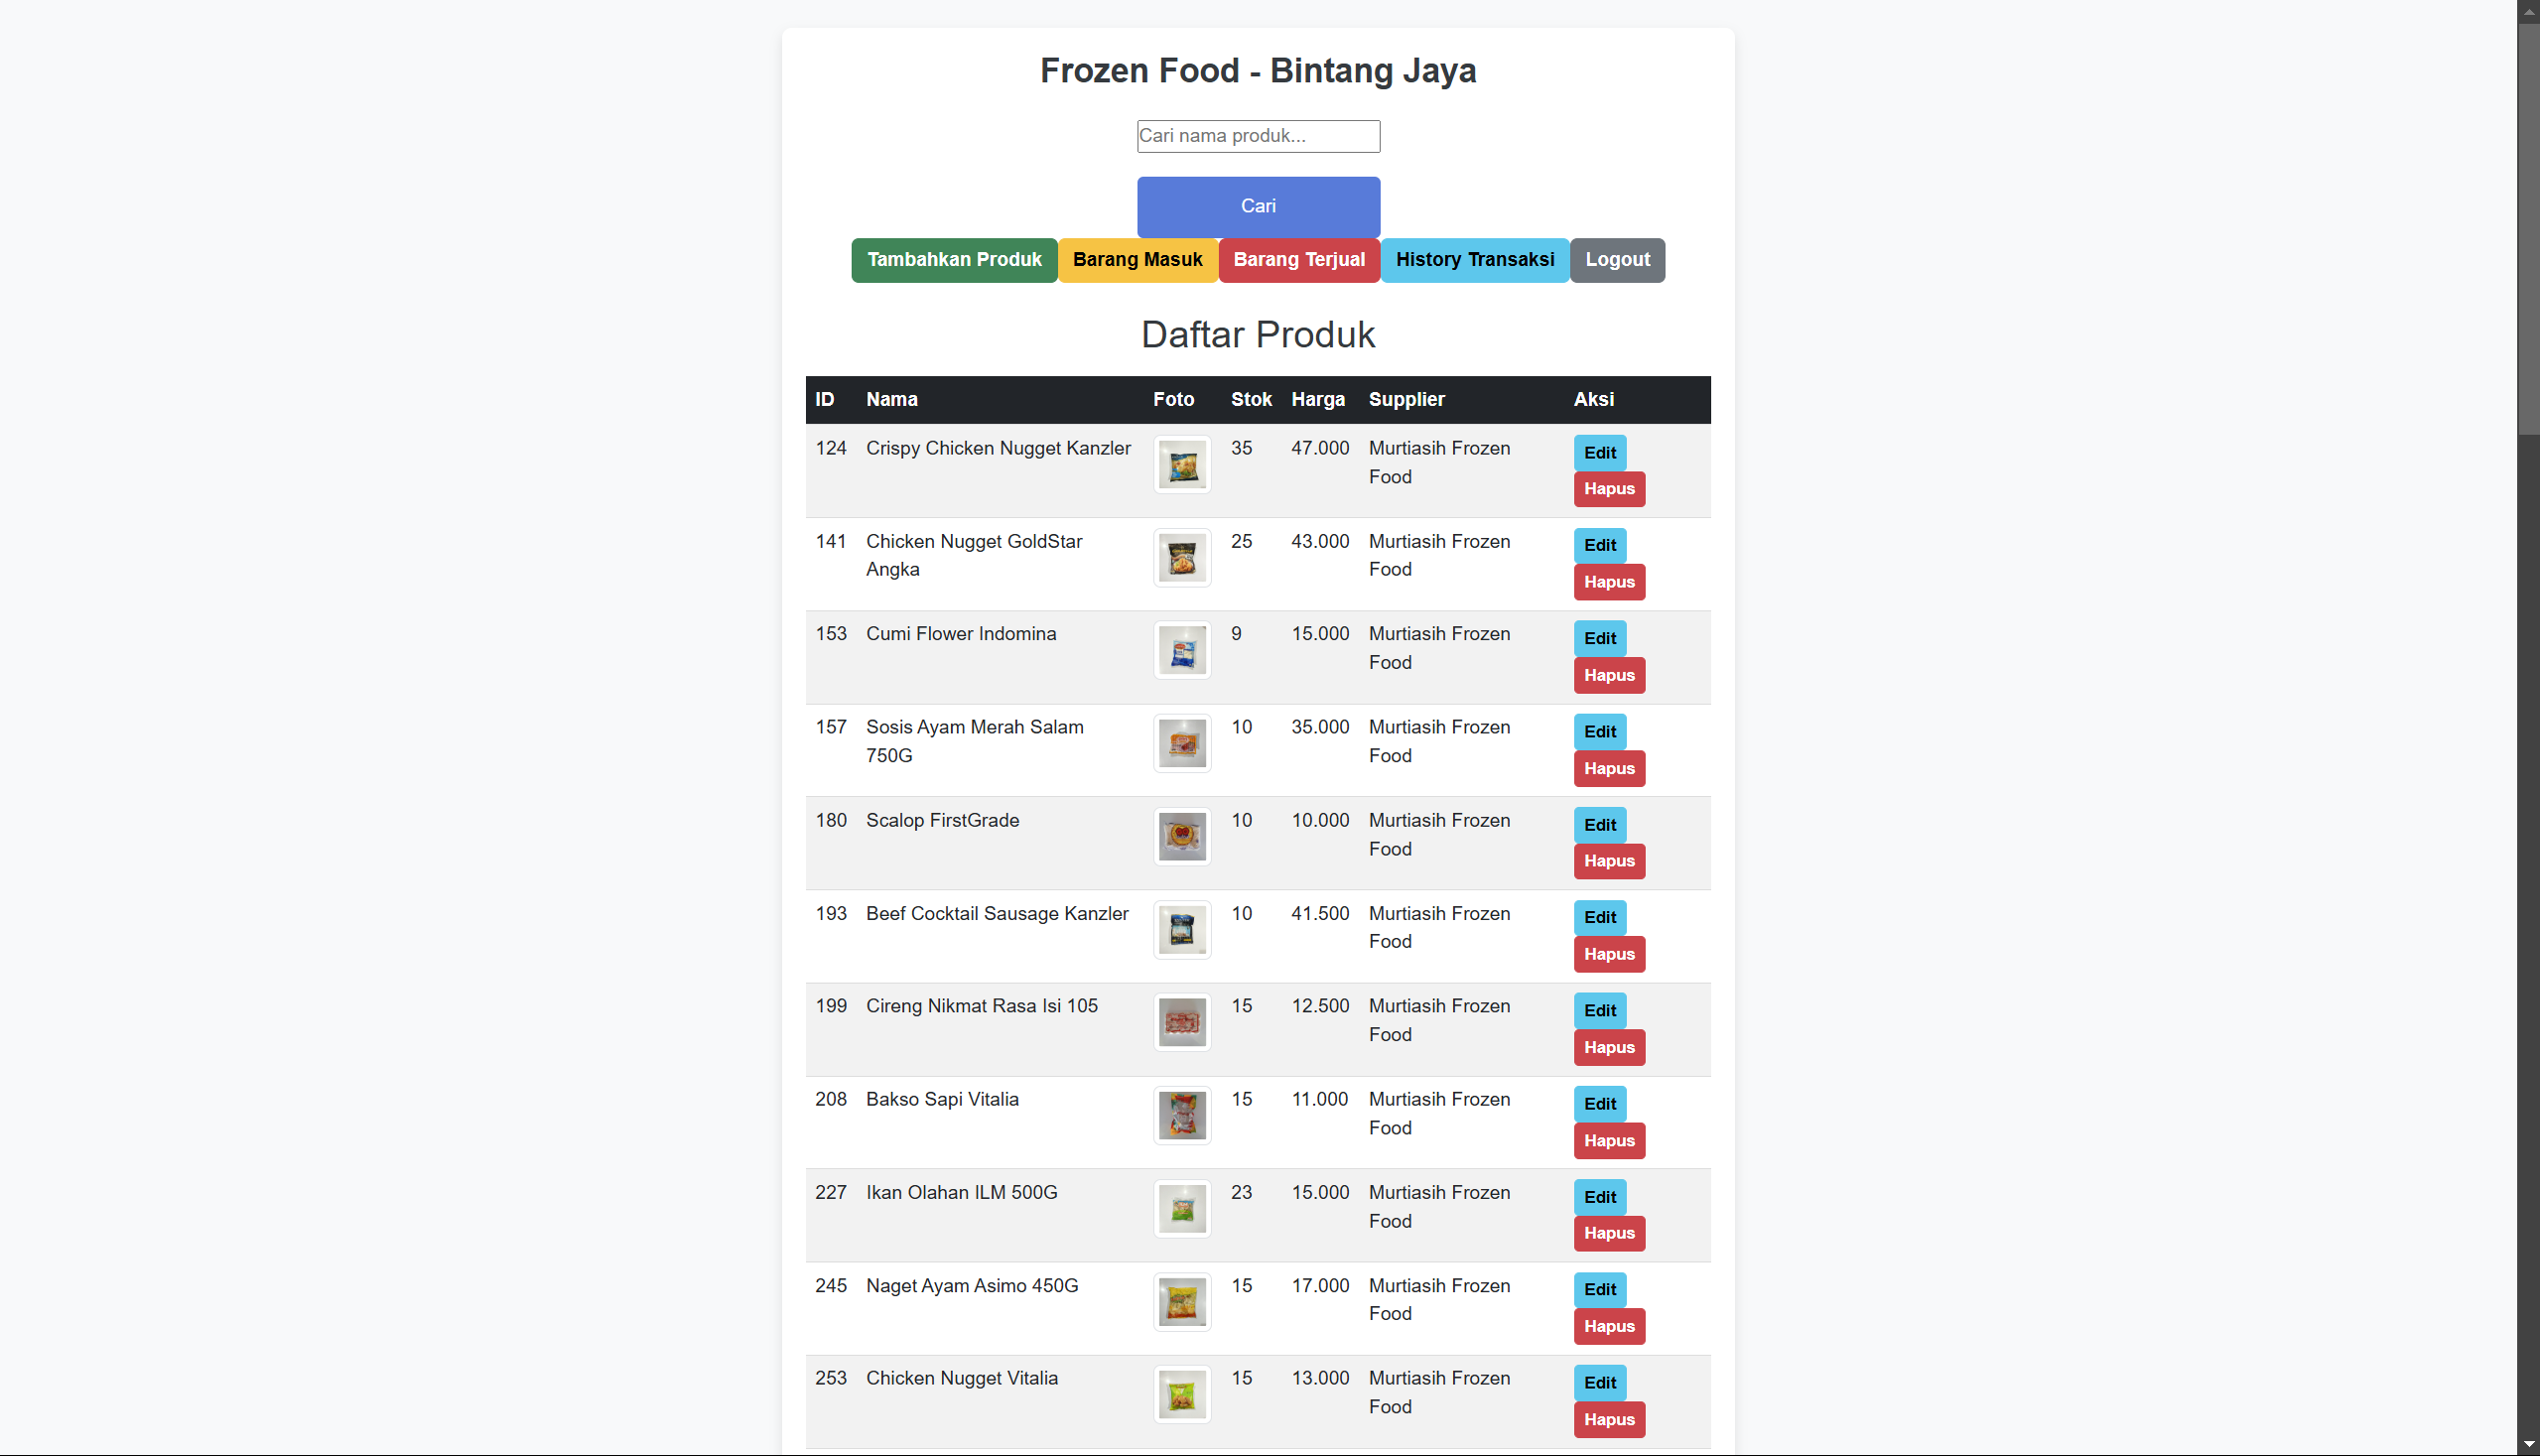 Frozen Food - Bintang Jaya
Cari nama produk...
Cari
Tambahkan Produk Barang Masuk Barang Terjual History Transaksi Logout
Daftar Produk
ID Nama Foto Stok Harga Supplier Aksi
124 Crispy Chicken Nugget Kanzler 35 47.000 Murtiasih Frozen Edit
Food Hapus
141 Chicken Nugget GoldStar 25 43.000 Murtiasih Frozen Edit
Angka Food Hapus
153 Cumi Flower Indomina 9 15.000 Murtiasih Frozen Edit
Food Hapus
157 Sosis Ayam Merah Salam 10 35.000 Murtiasih Frozen Edit
750G Food Hapus
180 Scalop FirstGrade 10 10.000 Murtiasih Frozen Edit
Food Hapus
193 Beef Cocktail Sausage Kanzler 10 41.500 Murtiasih Frozen Edit
Food Hapus
199 Cireng Nikmat Rasa Isi 105 15 12.500 Murtiasih Frozen Edit
Food Hapus
208 Bakso Sapi Vitalia 15 11.000 Murtiasih Frozen Edit
Food Hapus
227 Ikan Olahan ILM 500G 23 15.000 Murtiasih Frozen Edit
Food Hapus
245 Naget Ayam Asimo 450G 15 17.000 Murtiasih Frozen Edit
Food Hapus
253 Chicken Nugget Vitalia 15 13.000 Murtiasih Frozen Edit
Food Hapus